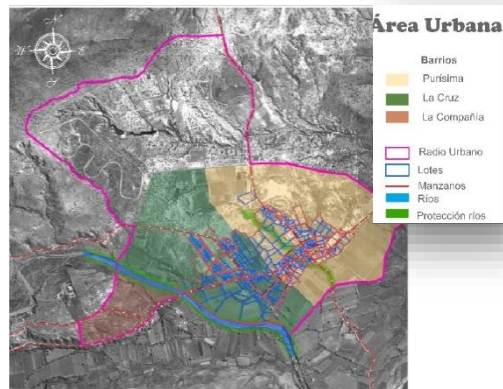 Área Urbana
Barrios
Purísima
La Cruz
La Compañía
Radio Urbano
Lotes
Manzanos
Ríos
Protección ríos